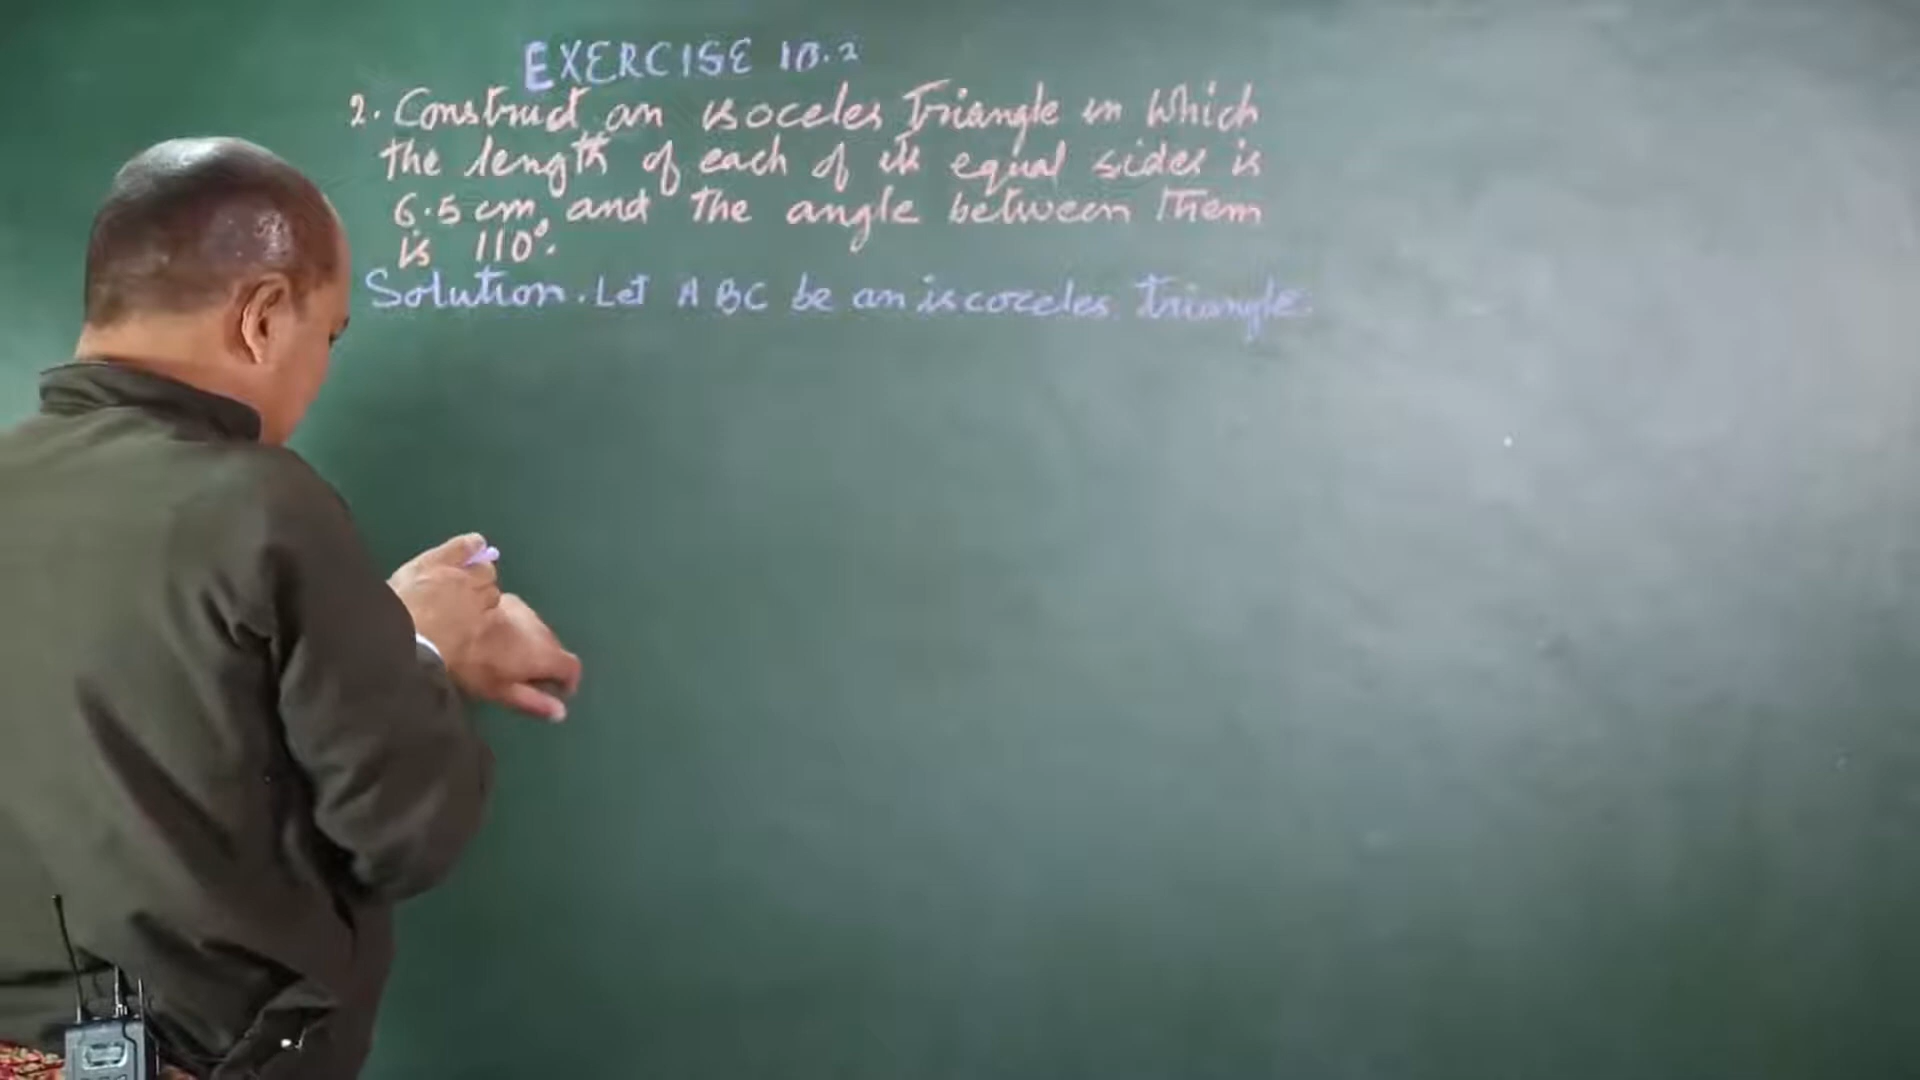 EXERCISE 10.2
2. Construct an isoceles Triangle in Which
the length of each of its equal sides is
6.5 cm, and the angle between Them
is 110°.
Solution. Let ABC be an iscoceles triangle.